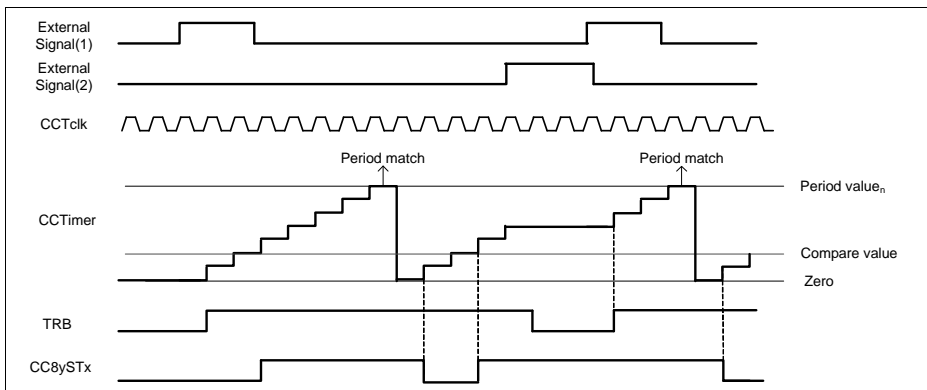 External
Signal(1)
External
Signal(2)
CCTclk
Period match
Period match
Period valueₙ
CCTimer
Compare value
Zero
TRB
CC8ySTx